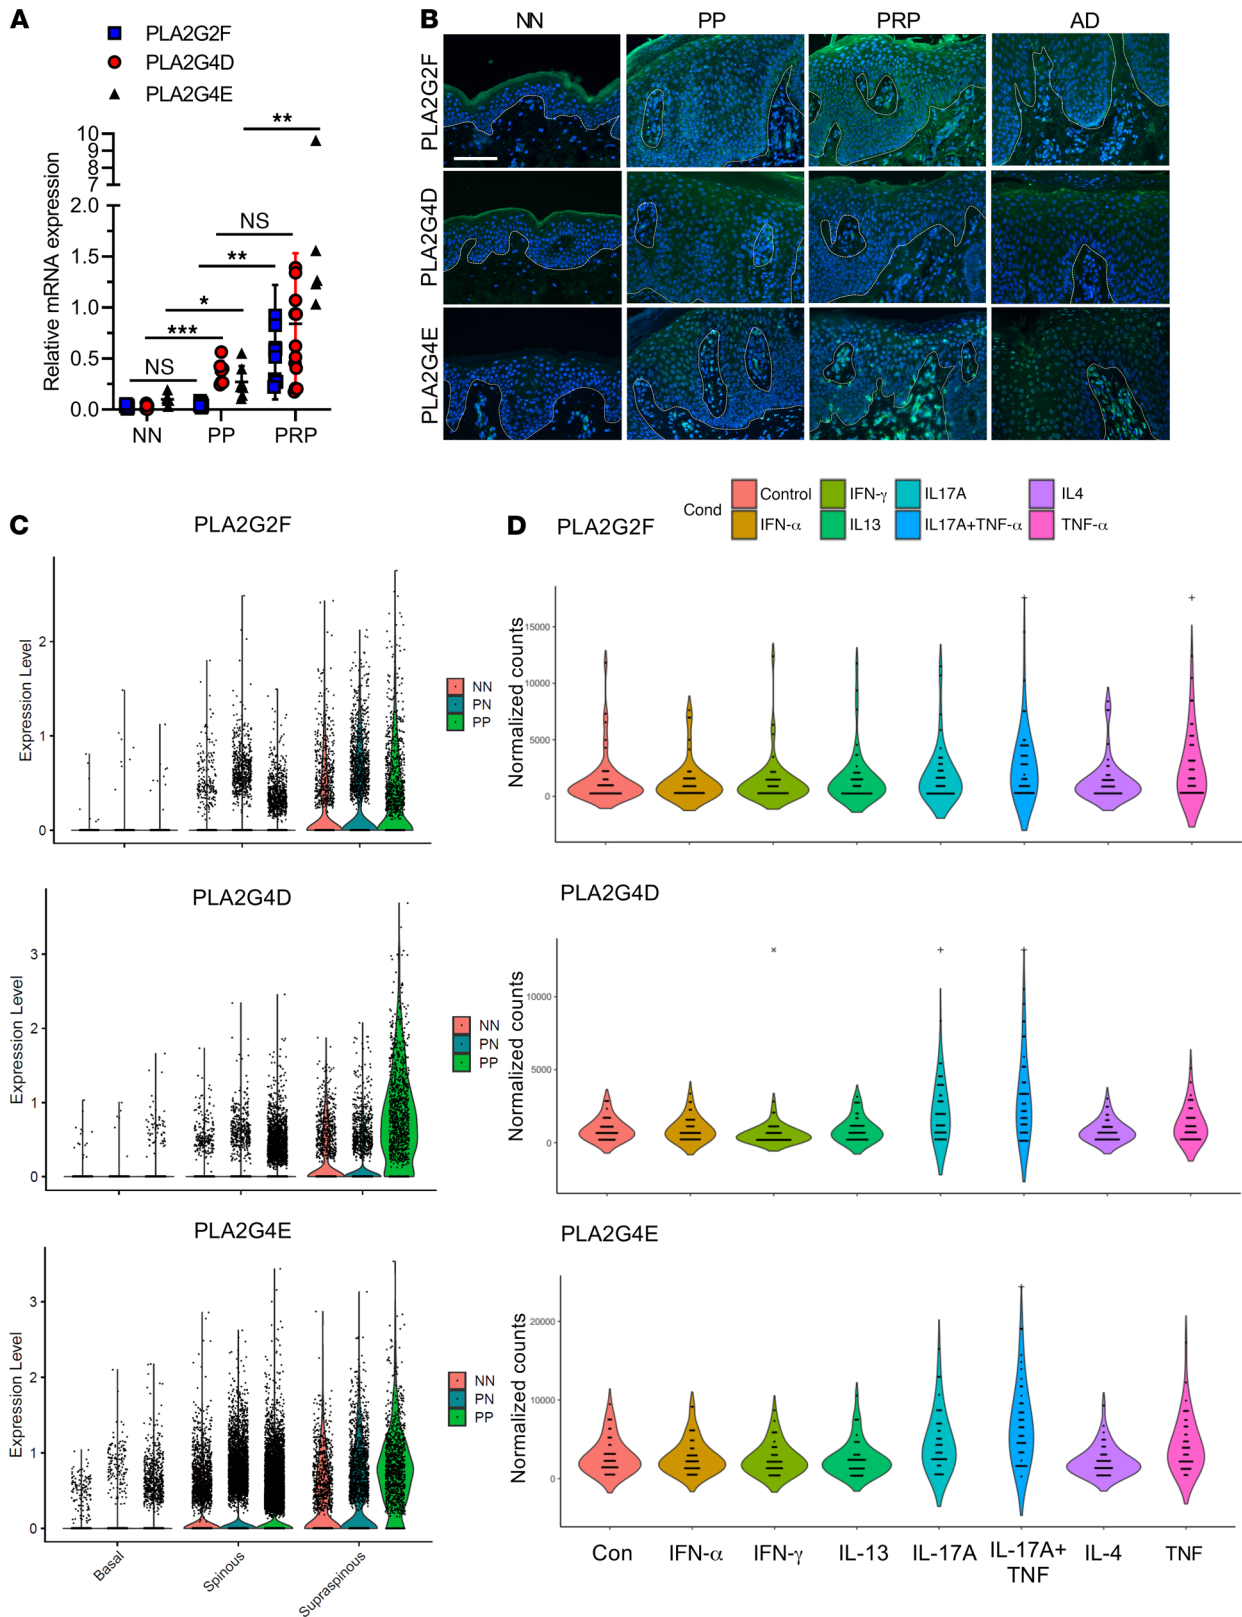 A
PLA2G2F
PLA2G4D
PLA2G4E
Relative mRNA expression
10
9
8
7
2.0
1.5
1.0
0.5
0.0
**
NS
**
*
***
NS
NN
PP
PRP
B
NN
PP
PRP
AD
PLA2G2F
PLA2G4D
PLA2G4E
C
PLA2G2F
Expression Level
2
1
0
NN
PN
PP
PLA2G4D
Expression Level
3
2
1
0
NN
PN
PP
PLA2G4E
Expression Level
3
2
1
0
NN
PN
PP
Basal
Spinous
Supraspinous
D
Cond
Control
IFN-γ
IL17A
IL4
IFN-α
IL13
IL17A+TNF-α
TNF-α
PLA2G2F
Normalized counts
15000
10000
5000
0
PLA2G4D
Normalized counts
10000
5000
0
PLA2G4E
Normalized counts
20000
10000
0
Con
IFN-α
IFN-γ
IL-13
IL-17A
IL-17A+
TNF
IL-4
TNF